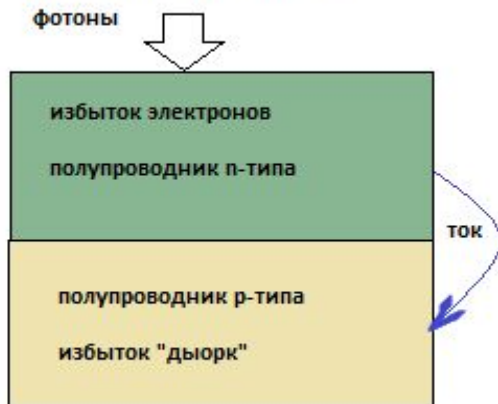 фотоны
избыток электронов
полупроводник n-типа
ток
полупроводник p-типа
избыток "дыорк"